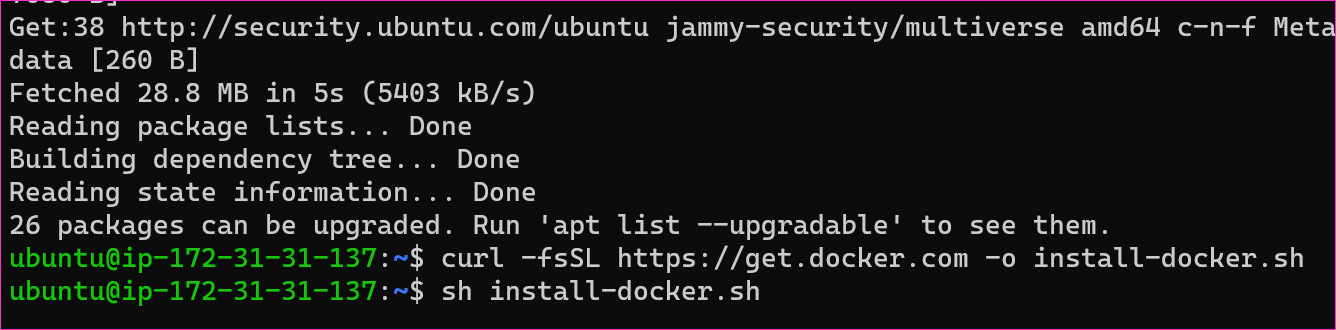 Get:38 http://security.ubuntu.com/ubuntu jammy-security/multiverse amd64 c-n-f Meta
data [260 B]
Fetched 28.8 MB in 5s (5403 kB/s)
Reading package lists... Done
Building dependency tree... Done
Reading state information... Done
26 packages can be upgraded. Run 'apt list --upgradable' to see them.
ubuntu@ip-172-31-31-137:~$ curl -fsSL https://get.docker.com -o install-docker.sh
ubuntu@ip-172-31-31-137:~$ sh install-docker.sh